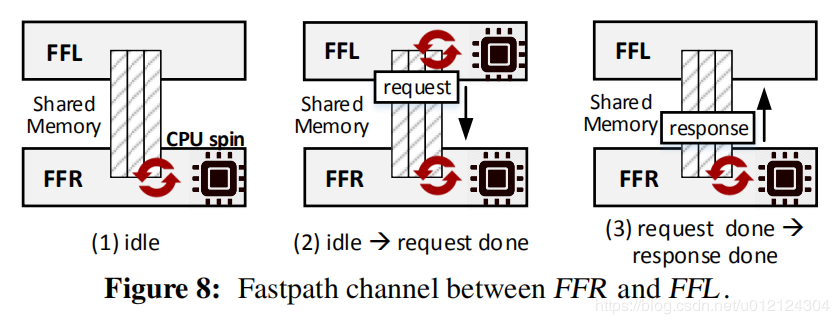 FFL
Shared
Memory
CPU spin
FFR
(1) idle
FFL
request
Shared
Memory
FFR
(2) idle → request done
FFL
Shared
Memory
response
FFR
(3) request done →
response done
Figure 8: Fastpath channel between FFR and FFL.
https://blog.csdn.net/u012124304